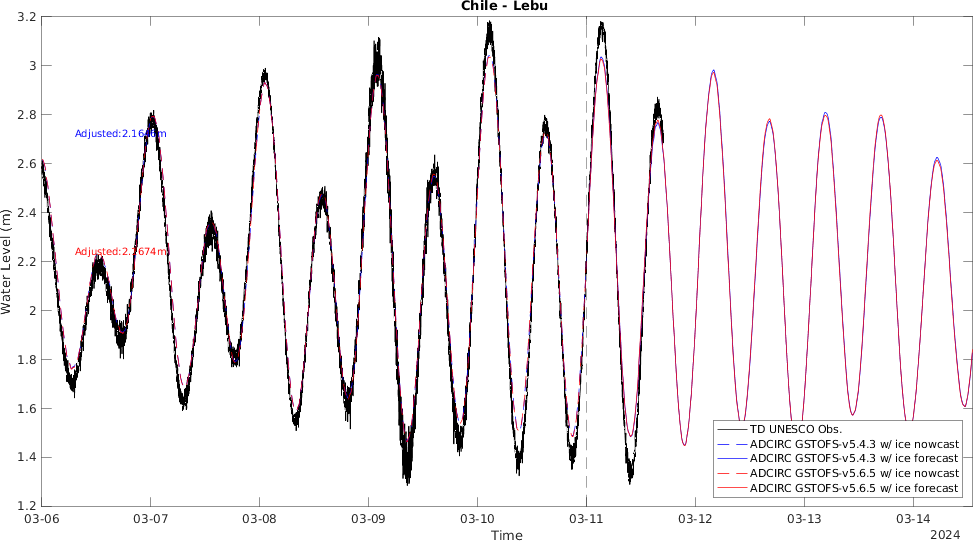 Chile - Lebu
3.2
3
2.8
2.6
2.4
2.2
2
1.8
1.6
1.4
1.2
Water Level (m)
Adjusted:
Adjusted:
TD UNESCO Obs.
ADCIRC GSTOFS-v5.4.3 w/ ice nowcast
ADCIRC GSTOFS-v5.4.3 w/ ice forecast
ADCIRC GSTOFS-v5.6.5 w/ ice nowcast
ADCIRC GSTOFS-v5.6.5 w/ ice forecast
03-06 03-07 03-08 03-09 03-10 03-11 03-12 03-13 03-14
Time
2024